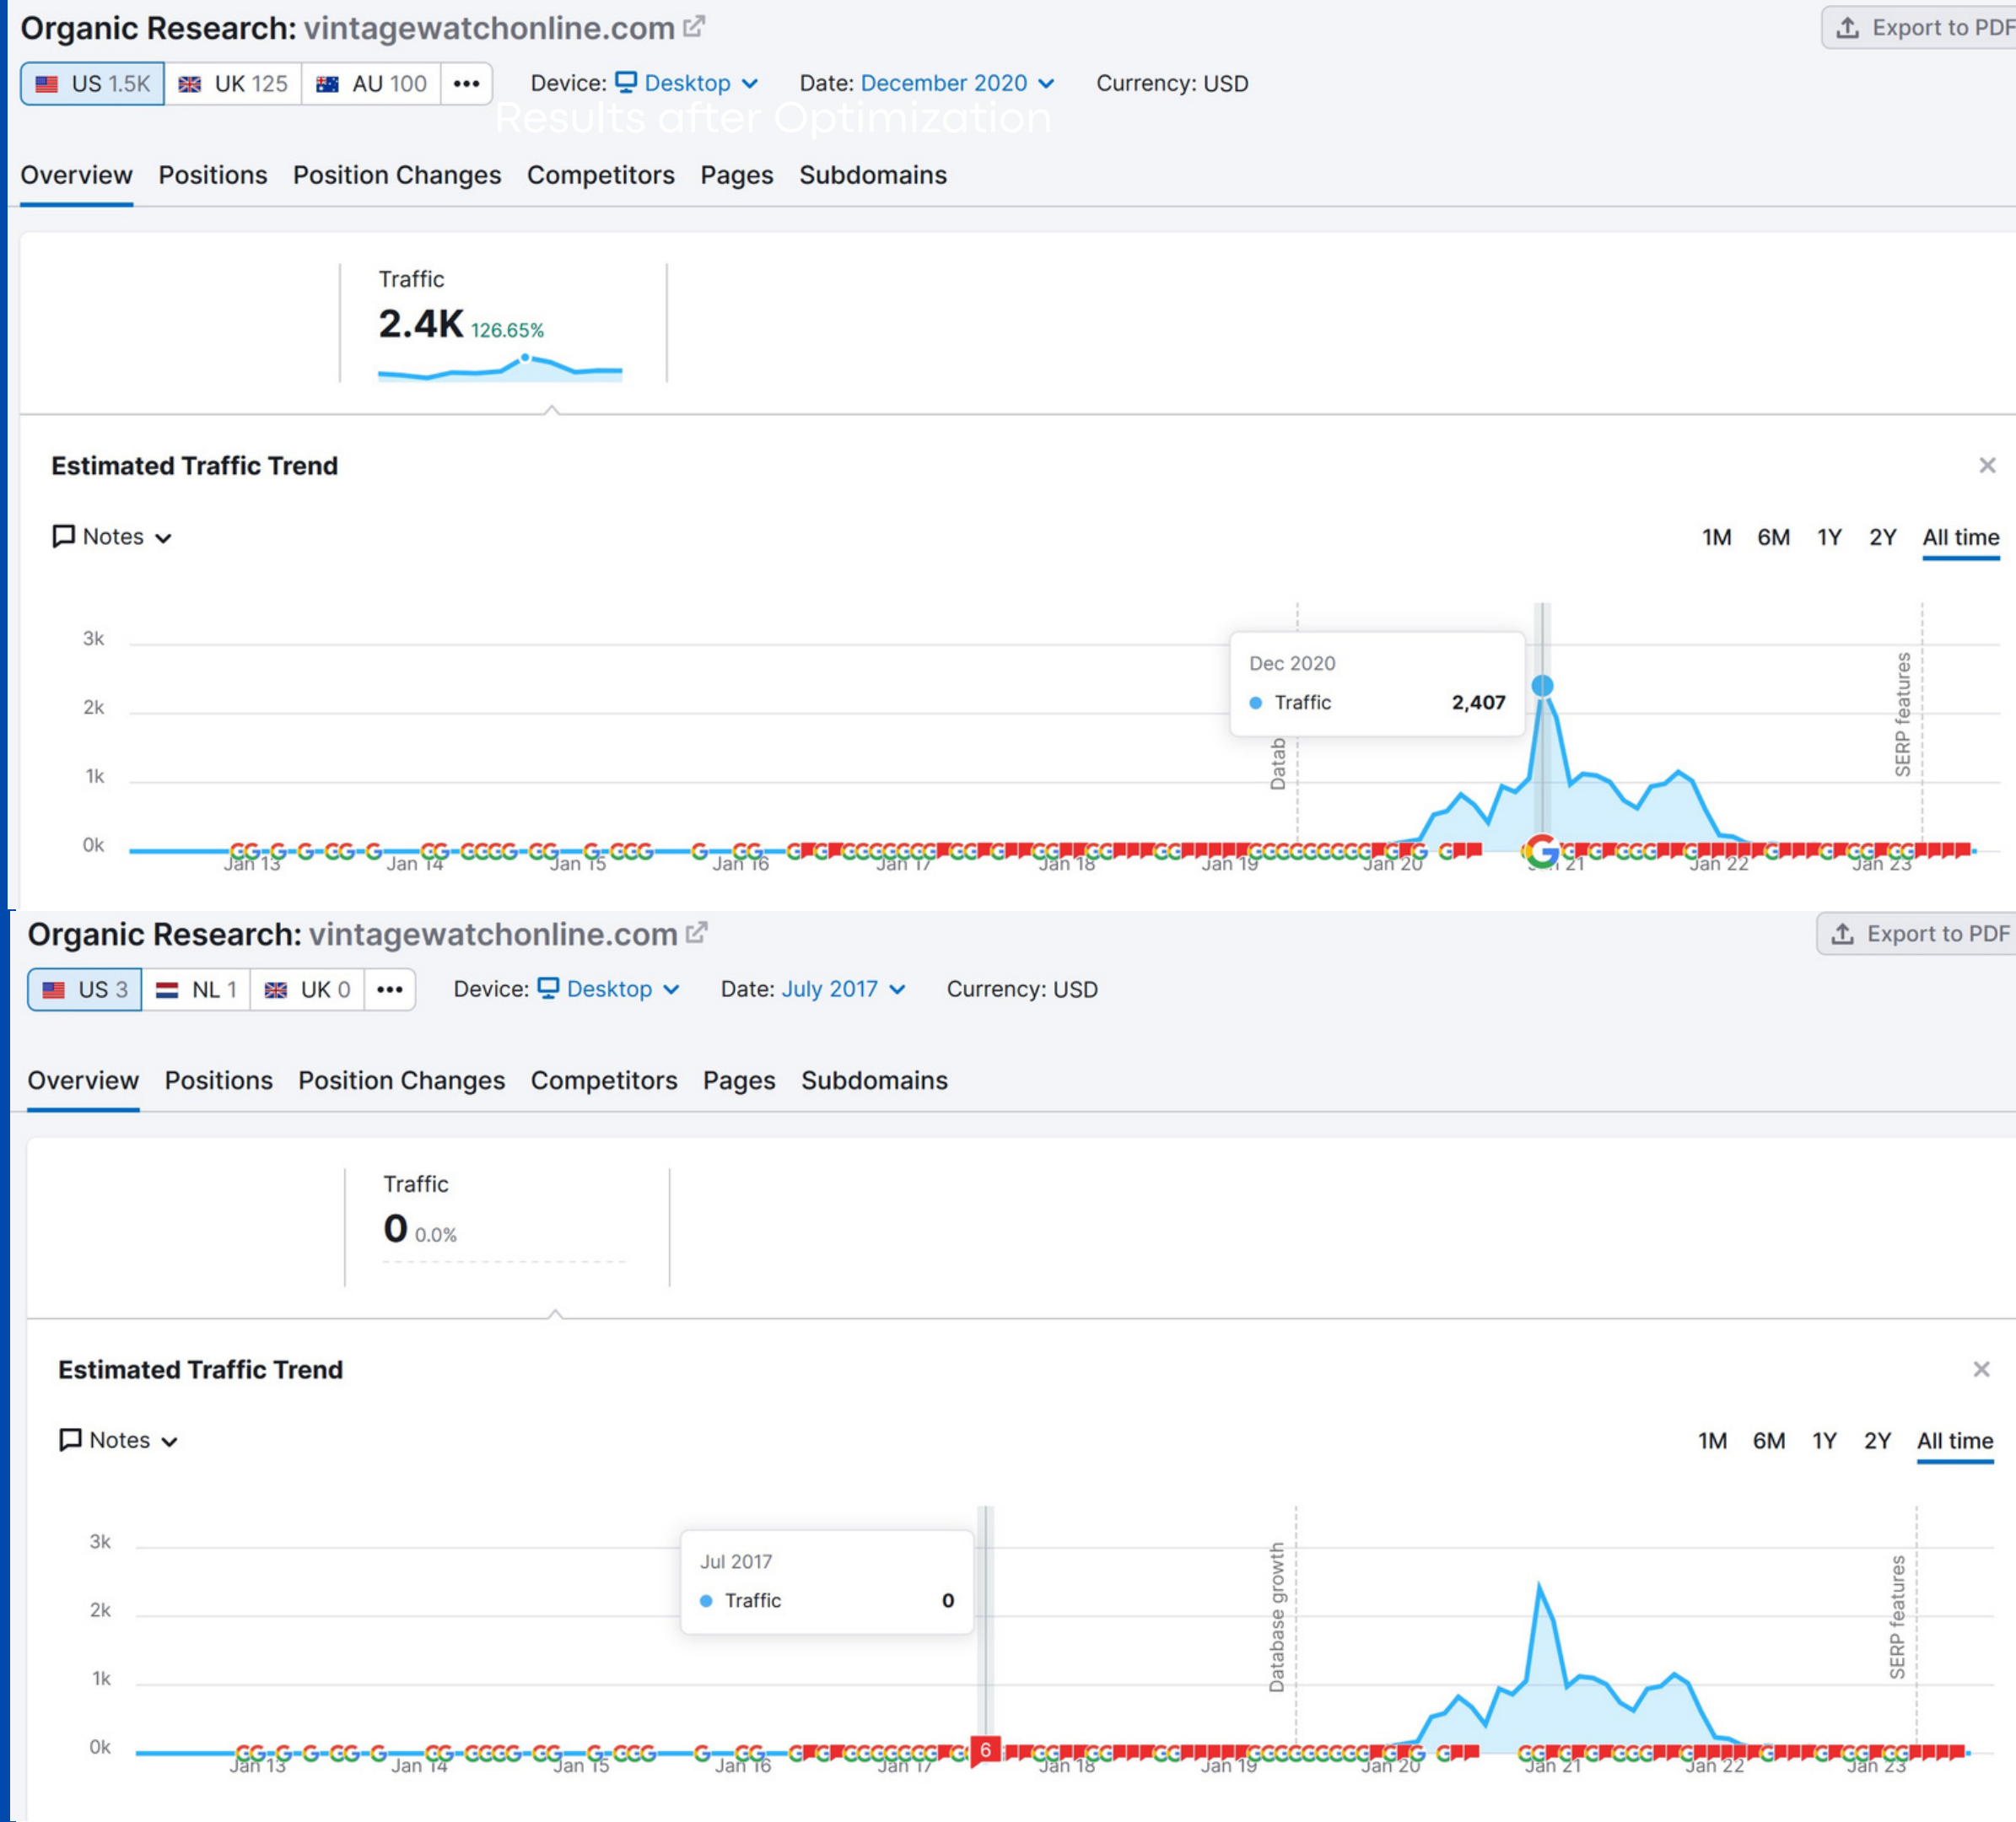 Organic Research: vintagewatchonline.com
Export to PDF
US 1.5K UK 125 AU 100 ••• Device: Desktop Date: December 2020 Currency: USD
Results after Optimization
Overview Positions Position Changes Competitors Pages Subdomains
Traffic
2.4K 126.65%
Estimated Traffic Trend
Notes
1M 6M 1Y 2Y All time
3k
2k
1k
0k
Dec 2020
Traffic 2,407
Datab
SERP features
Jan 13 Jan 14 Jan 15 Jan 16 Jan 17 Jan 18 Jan 19 Jan 20 21 Jan 22 Jan 23
Organic Research: vintagewatchonline.com
Export to PDF
US 3 NL 1 UK 0 ••• Device: Desktop Date: July 2017 Currency: USD
Overview Positions Position Changes Competitors Pages Subdomains
Traffic
0 0.0%
Estimated Traffic Trend
Notes
1M 6M 1Y 2Y All time
3k
2k
1k
0k
Jul 2017
Traffic 0
Database growth
SERP features
6
Jan 13 Jan 14 Jan 15 Jan 16 Jan 17 Jan 18 Jan 19 Jan 20 Jan 21 Jan 22 Jan 23